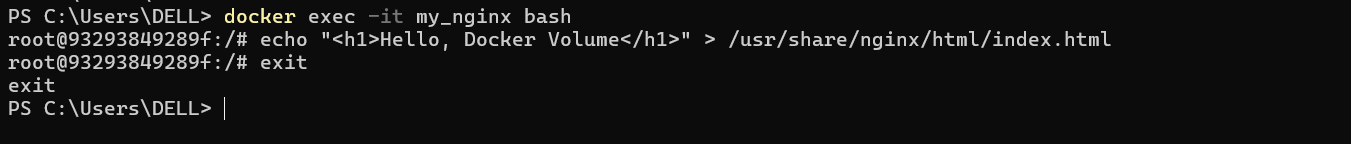 PS C:\Users\DELL> docker exec -it my_nginx bash
root@93293849289f:/# echo "<h1>Hello, Docker Volume</h1>" > /usr/share/nginx/html/index.html
root@93293849289f:/# exit
exit
PS C:\Users\DELL>